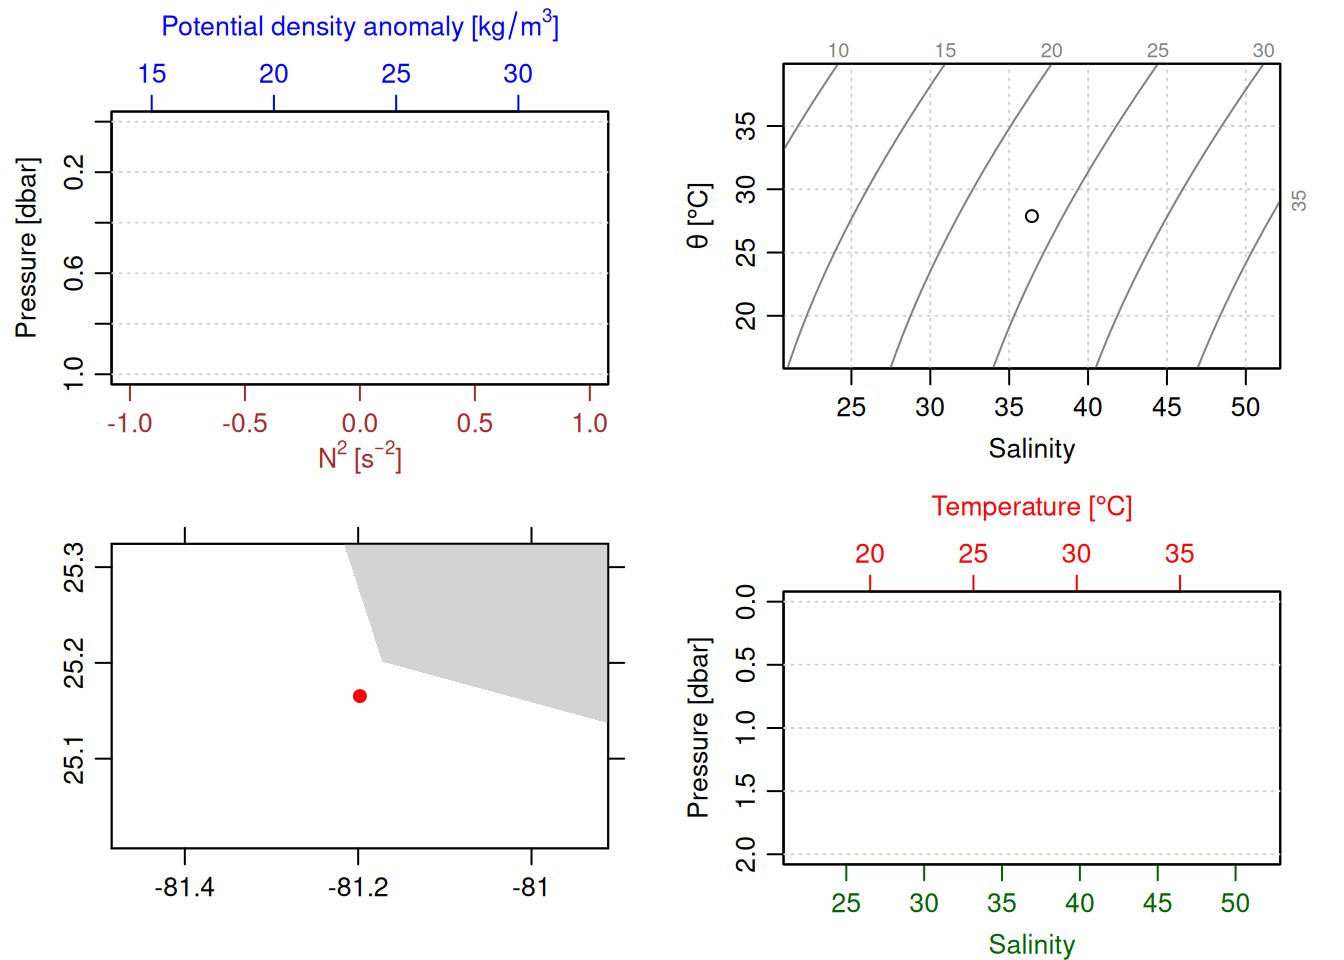 Potential density anomaly [kg/m³]
15 20 25 30
Pressure [dbar]
0.2
0.6
1.0
-1.0 -0.5 0.0 0.5 1.0
N² [s⁻²]
10 15 20 25 30
35
θ [°C]
35
30
25
20
25 30 35 40 45 50
Salinity
25.3
25.2
25.1
-81.4 -81.2 -81
Temperature [°C]
20 25 30 35
Pressure [dbar]
0.0
0.5
1.0
1.5
2.0
25 30 35 40 45 50
Salinity